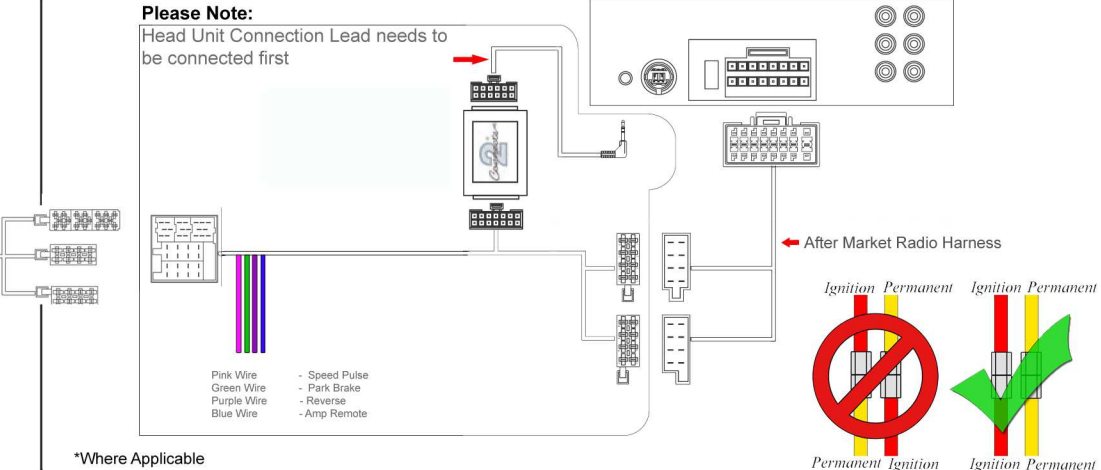 Please Note:
Head Unit Connection Lead needs to
be connected first
2
After Market Radio Harness
Ignition Permanent Ignition Permanent
Pink Wire - Speed Pulse
Green Wire - Park Brake
Purple Wire - Reverse
Blue Wire - Amp Remote
Permanent Ignition Ignition Permanent
*Where Applicable